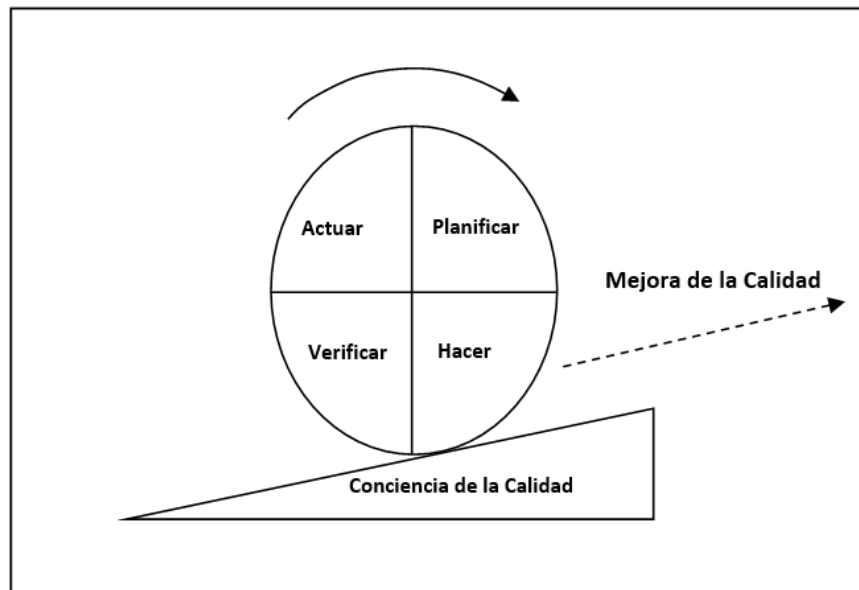 Actuar
Planificar
Mejora de la Calidad
Verificar
Hacer
Conciencia de la Calidad